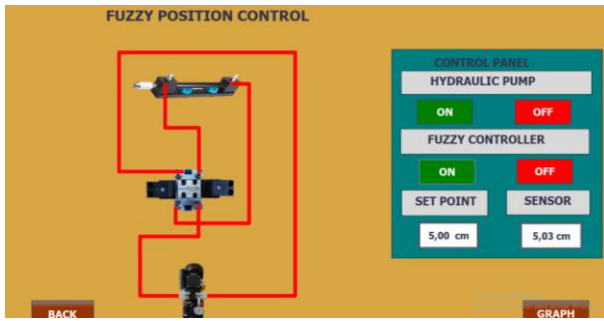 FUZZY POSITION CONTROL
CONTROL PANEL
HYDRAULIC PUMP
ON OFF
FUZZY CONTROLLER
ON OFF
SET POINT SENSOR
5,00 cm 5,03 cm
BACK GRAPH